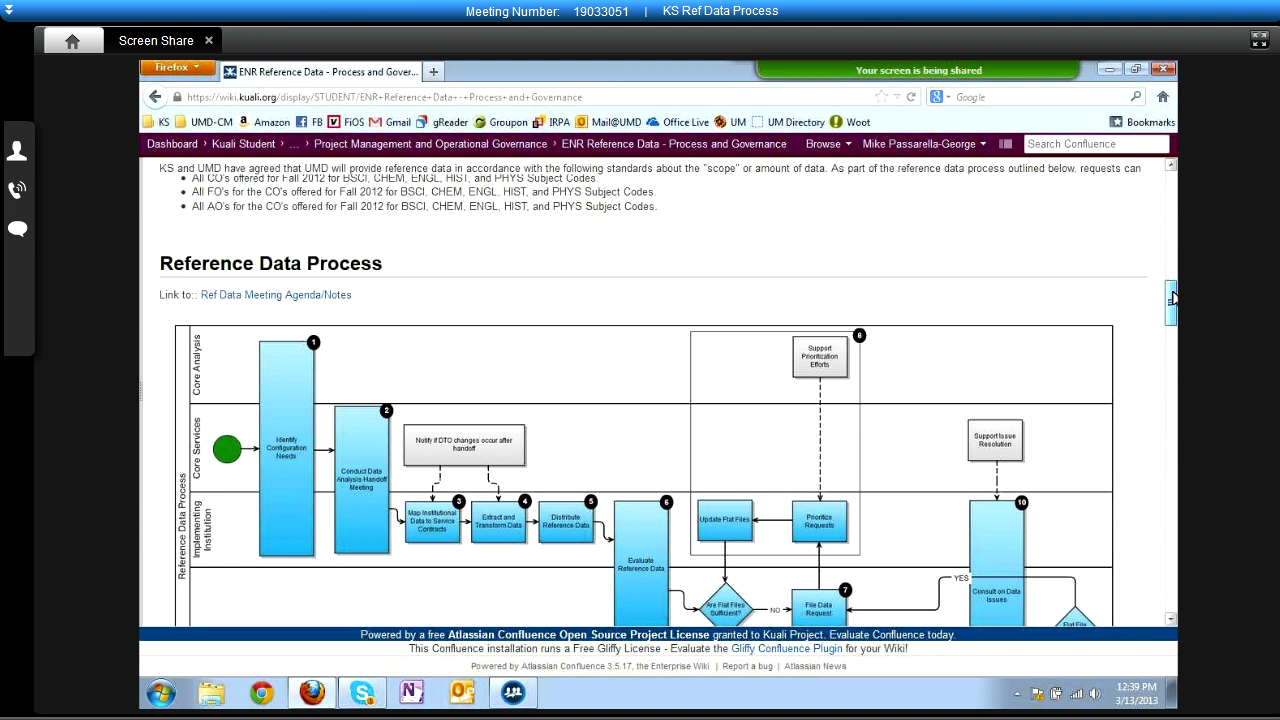 Meeting Number: 19033051 | KS Ref Data Process
Screen Share ×
Firefox
ENR Reference Data - Process and Gover...
Your screen is being shared
https://wiki.kuali.org/display/STUDENT/ENR+Reference+Data+-+Process+and+Governance
Google
KS UMD-CM Amazon FB FiOS Gmail gReader Groupon IRPA Mail@UMD Office Live UM UM Directory Woot Bookmarks
Dashboard > Kuali Student > ... > Project Management and Operational Governance > ENR Reference Data - Process and Governance Browse Mike Passarella-George Search Confluence
KS and UMD have agreed that UMD will provide reference data in accordance with the following standards about the "scope" or amount of data. As part of the reference data process outlined below, requests can
• All CO's offered for Fall 2012 for BSCI, CHEM, ENGL, HIST, and PHYS Subject Codes.
• All FO's for the CO's offered for Fall 2012 for BSCI, CHEM, ENGL, HIST, and PHYS Subject Codes.
• All AO's for the CO's offered for Fall 2012 for BSCI, CHEM, ENGL, HIST, and PHYS Subject Codes.
Reference Data Process
Link to:: Ref Data Meeting Agenda/Notes
Reference Data Process
Core Analysis
Core Services
Implementing
Institution
1
Identify
Configuration
Needs
2
Conduct Data
Analysis Handoff
Meeting
Notify if DTO changes occur after
handoff
3
Map Institutional
Data to Service
Contracts
4
Extract and
Transform Data
5
Distribute
Reference Data
6
Evaluate
Reference Data
8
Support
Prioritization
Efforts
Update Flat Files
Prioritize
Requests
Are Flat Files
Sufficient?
NO
7
File Data
Request
Support Issue
Resolution
10
Consult on Data
Issues
YES
Flat File
Powered by a free Atlassian Confluence Open Source Project License granted to Kuali Project. Evaluate Confluence today.
This Confluence installation runs a Free Gliffy License - Evaluate the Gliffy Confluence Plugin for your Wiki!
Powered by Atlassian Confluence 3.5.17, the Enterprise Wiki | Report a bug | Atlassian News
12:39 PM
3/13/2013